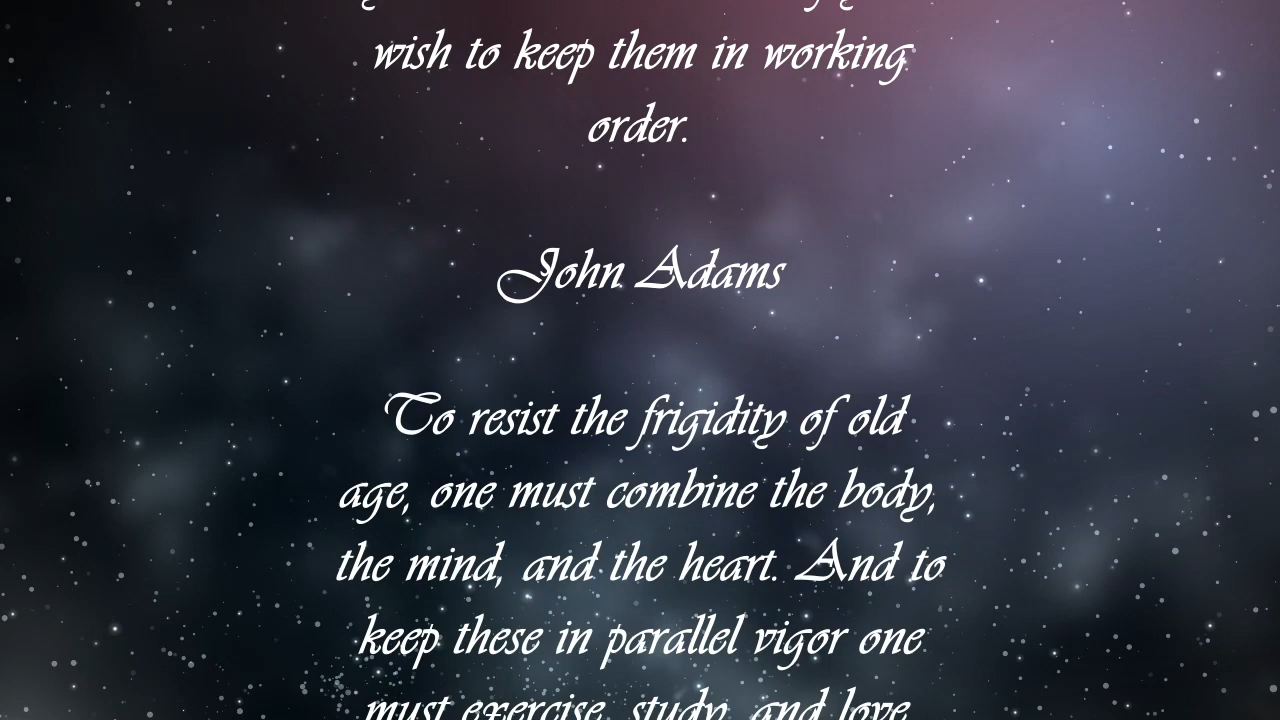 wish to keep them in working
order.
John Adams
To resist the frigidity of old
age, one must combine the body,
the mind, and the heart. And to
keep these in parallel vigor one
must exercise, study, and love.